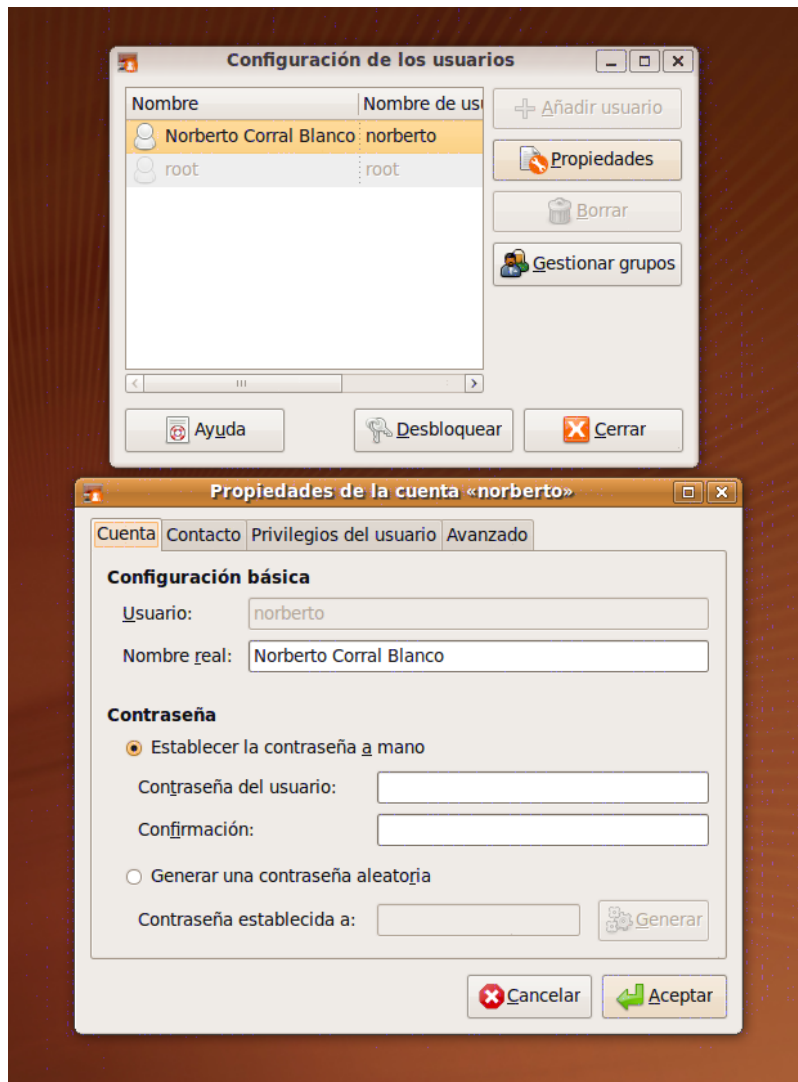 Configuración de los usuarios
Nombre Nombre de usu
Añadir usuario
Norberto Corral Blanco norberto
root root
Propiedades
Borrar
Gestionar grupos
Ayuda Desbloquear Cerrar
Propiedades de la cuenta «norberto»
Cuenta Contacto Privilegios del usuario Avanzado
Configuración básica
Usuario: norberto
Nombre real: Norberto Corral Blanco
Contraseña
Establecer la contraseña a mano
Contraseña del usuario:
Confirmación:
Generar una contraseña aleatoria
Contraseña establecida a: Generar
Cancelar Aceptar